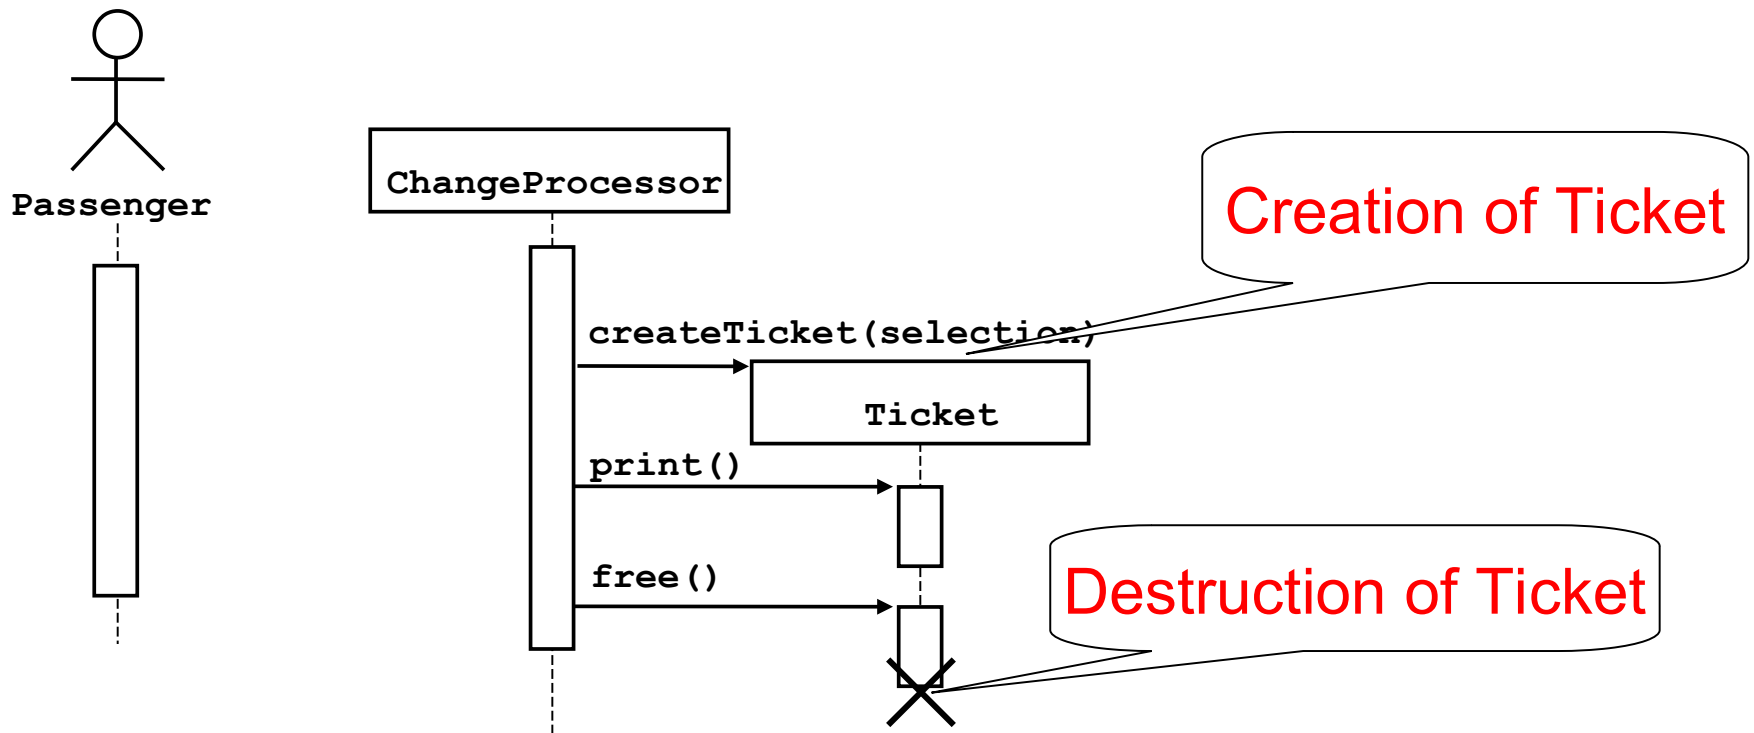 Passenger
ChangeProcessor
Creation of Ticket
createTicket(selection)
Ticket
print()
free()
Destruction of Ticket